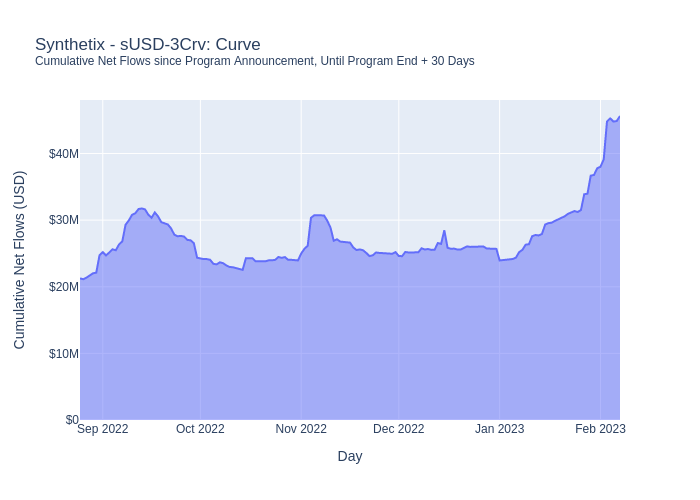 Synthetix - sUSD-3Crv: Curve
Cumulative Net Flows since Program Announcement, Until Program End + 30 Days
Cumulative Net Flows (USD)
$40M
$30M
$20M
$10M
$0
Sep 2022 Oct 2022 Nov 2022 Dec 2022 Jan 2023 Feb 2023
Day